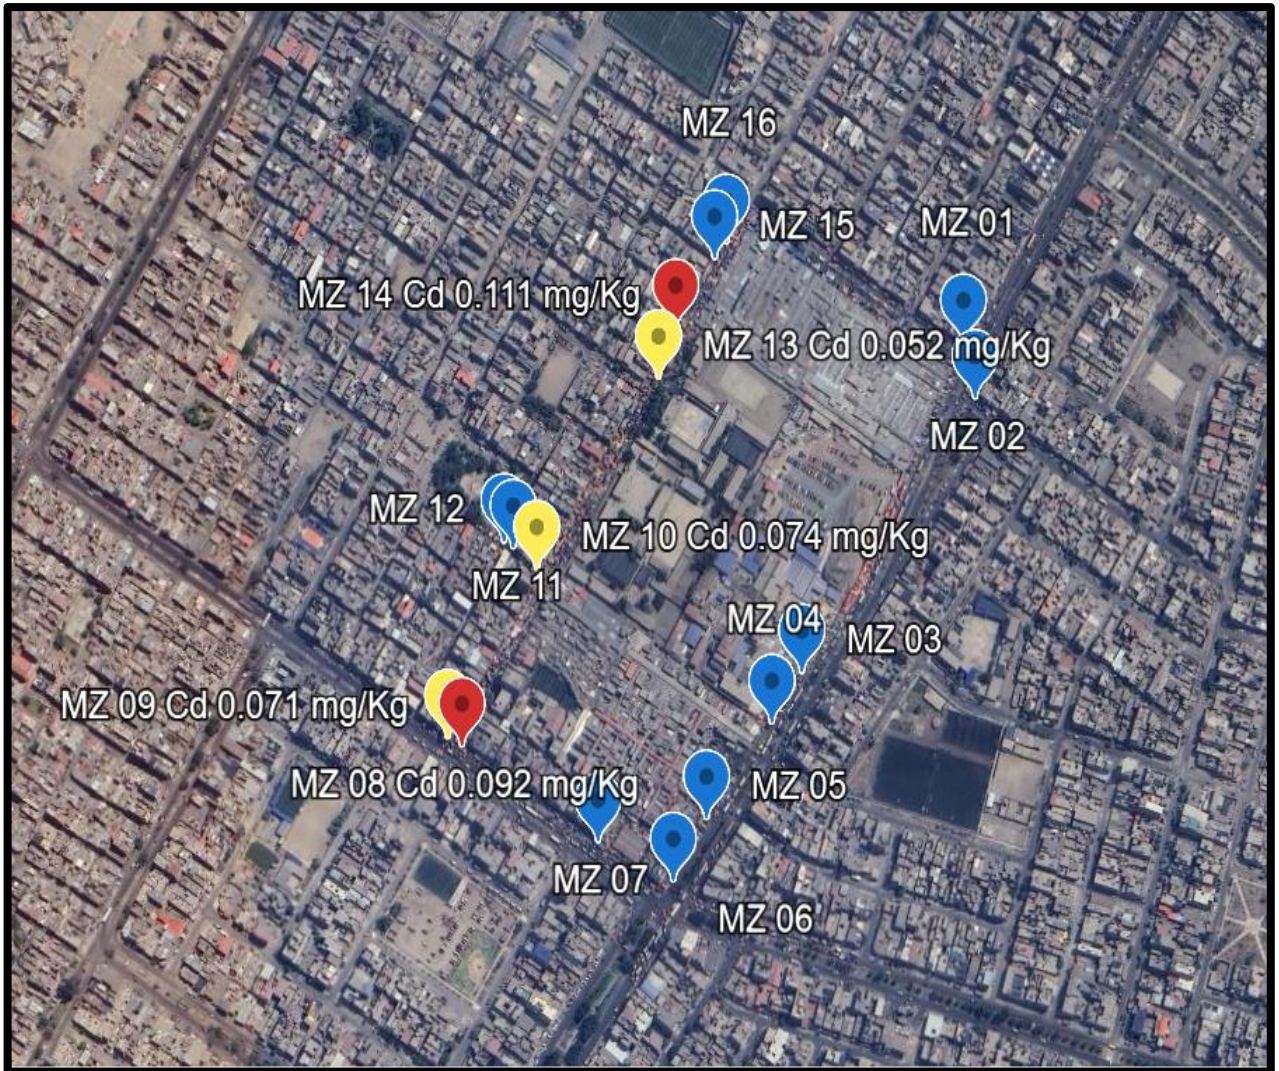 MZ 16
MZ 15
MZ 01
MZ 14 Cd 0.111 mg/Kg
MZ 13 Cd 0.052 mg/Kg
MZ 02
MZ 12
MZ 10 Cd 0.074 mg/Kg
MZ 11
MZ 04
MZ 03
MZ 09 Cd 0.071 mg/Kg
MZ 08 Cd 0.092 mg/Kg
MZ 05
MZ 07
MZ 06